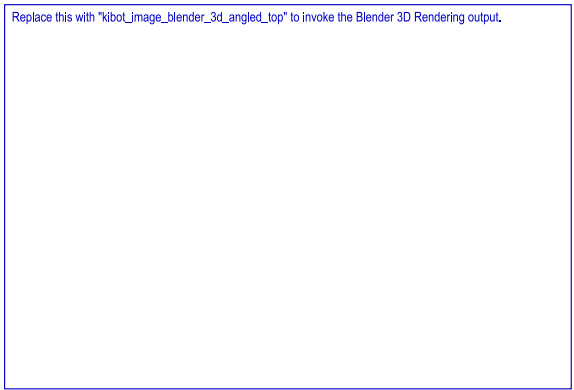 Replace this with "kibot_image_blender_3d_angled_top" to invoke the Blender 3D Rendering output.